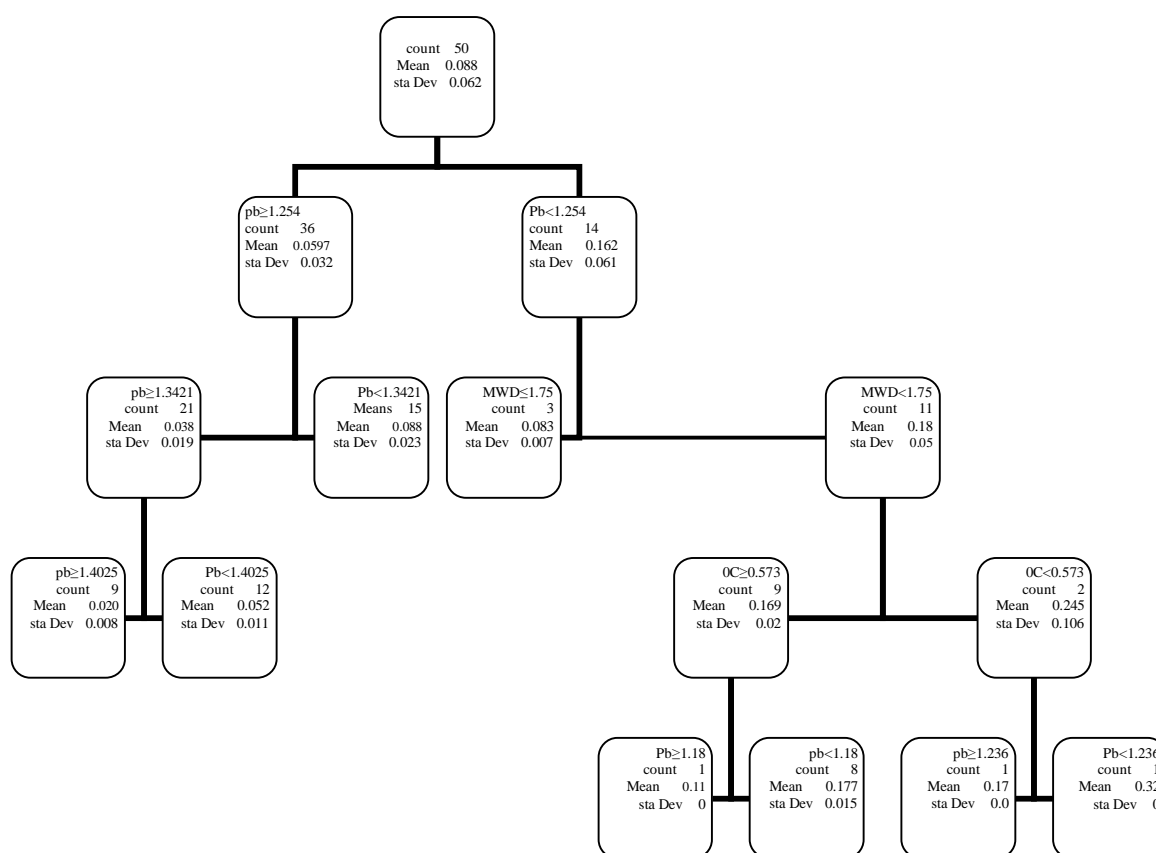 count 50
Mean 0.088
sta Dev 0.062
pb≥1.254
count 36
Mean 0.0597
sta Dev 0.032
Pb<1.254
count 14
Mean 0.162
sta Dev 0.061
pb≥1.3421
count 21
Mean 0.038
sta Dev 0.019
Pb<1.3421
Means 15
Mean 0.088
sta Dev 0.023
MWD≤1.75
count 3
Mean 0.083
sta Dev 0.007
MWD<1.75
count 11
Mean 0.18
sta Dev 0.05
pb≥1.4025
count 9
Mean 0.020
sta Dev 0.008
Pb<1.4025
count 12
Mean 0.052
sta Dev 0.011
0C≥0.573
count 9
Mean 0.169
sta Dev 0.02
0C<0.573
count 2
Mean 0.245
sta Dev 0.106
Pb≥1.18
count 1
Mean 0.11
sta Dev 0
pb<1.18
count 8
Mean 0.177
sta Dev 0.015
pb≥1.236
count 1
Mean 0.17
sta Dev 0.0
Pb<1.236
count
Mean 0.32
sta Dev